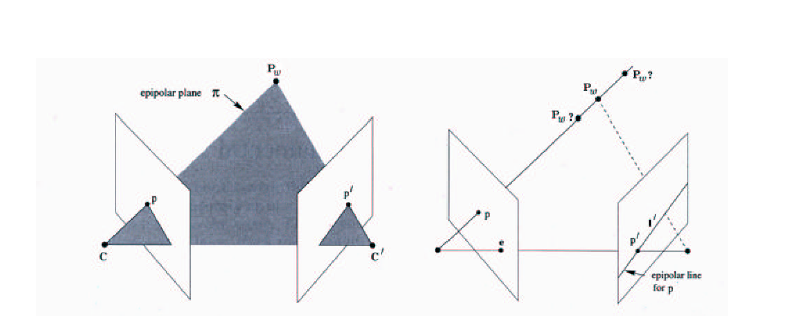 P_w
epipolar plane π
p
p'
C
C'
P_w?
P_w
P_w?
p
e
l'
p'
epipolar line
for p